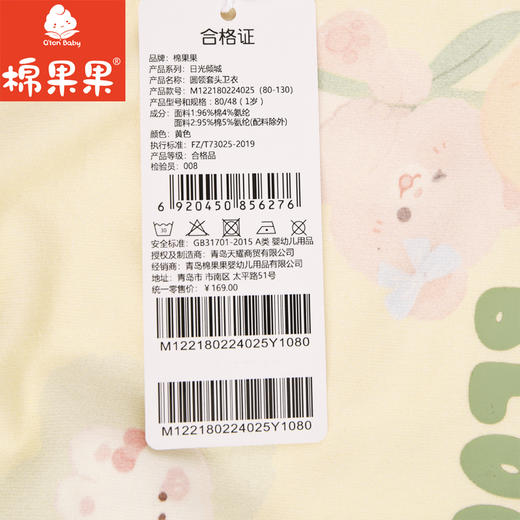 Q'ton Baby
棉果果
合格证
品牌：棉果果
产品系列：日光倾城
产品名称：圆领套头卫衣
产品款号：M122180224025（80-130）
产品型号和规格：80/48（1岁）
成分：面料1:96%棉4%氨纶
面料2:95%棉5%氨纶(配料除外)
颜色：黄色
执行标准：FZ/T73025-2019
产品等级：合格品
检验员：008
6 920450 856276
30
安全标准：GB31701-2015 A类 婴幼儿用品
授权及制造商：青岛天耀商贸有限公司
经销商：青岛棉果果婴幼儿用品有限公司
地址：青岛市 市南区 太平路51号
统一零售价：￥169.00
M122180224025Y1080
M122180224025Y1080